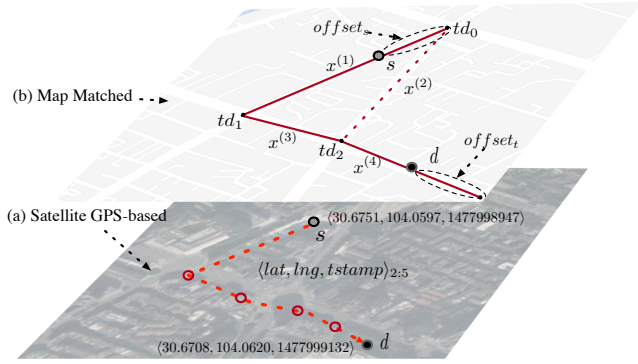 offset_s
td_0
s
x^(1)
x^(2)
(b) Map Matched
td_1
x^(3)
td_2
x^(4)
d
offset_t
(a) Satellite GPS-based
s
⟨30.6751, 104.0597, 1477998947⟩
⟨lat, lng, tstamp⟩_2:5
d
⟨30.6708, 104.0620, 1477999132⟩